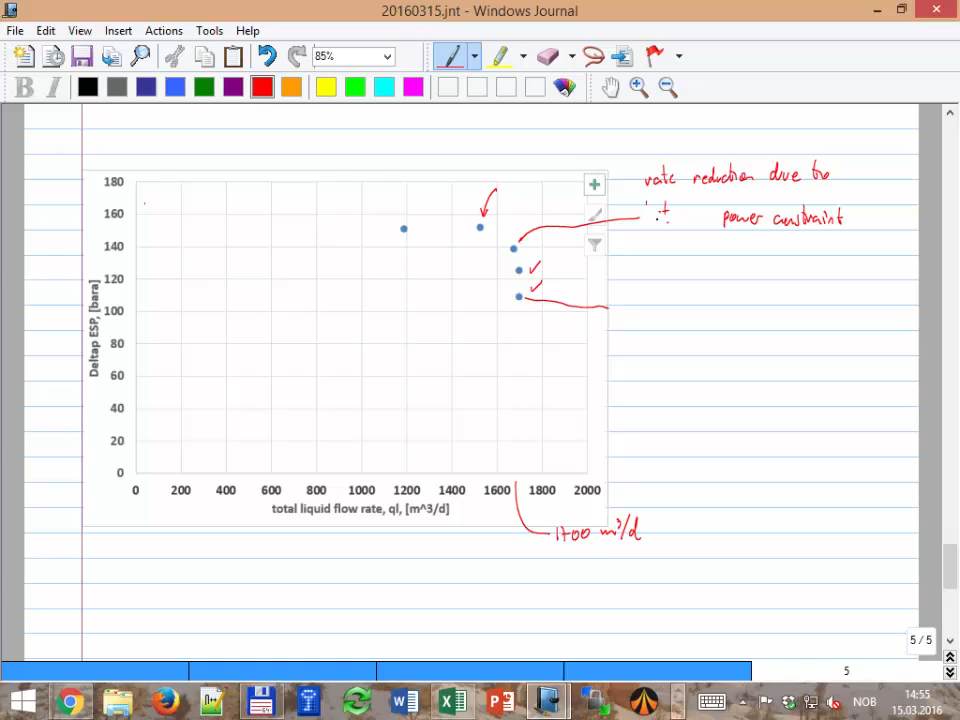 20160315.jnt - Windows Journal
File Edit View Insert Actions Tools Help
85%
B I
180
160
140
120
100
80
60
40
20
0
Deltap ESP, [bara]
0 200 400 600 800 1000 1200 1400 1600 1800 2000
total liquid flow rate, ql, [m^3/d]
rate reduction due to
power constraint
1700 m³/d
5 / 5
5
NOB
14:55
15.03.2016